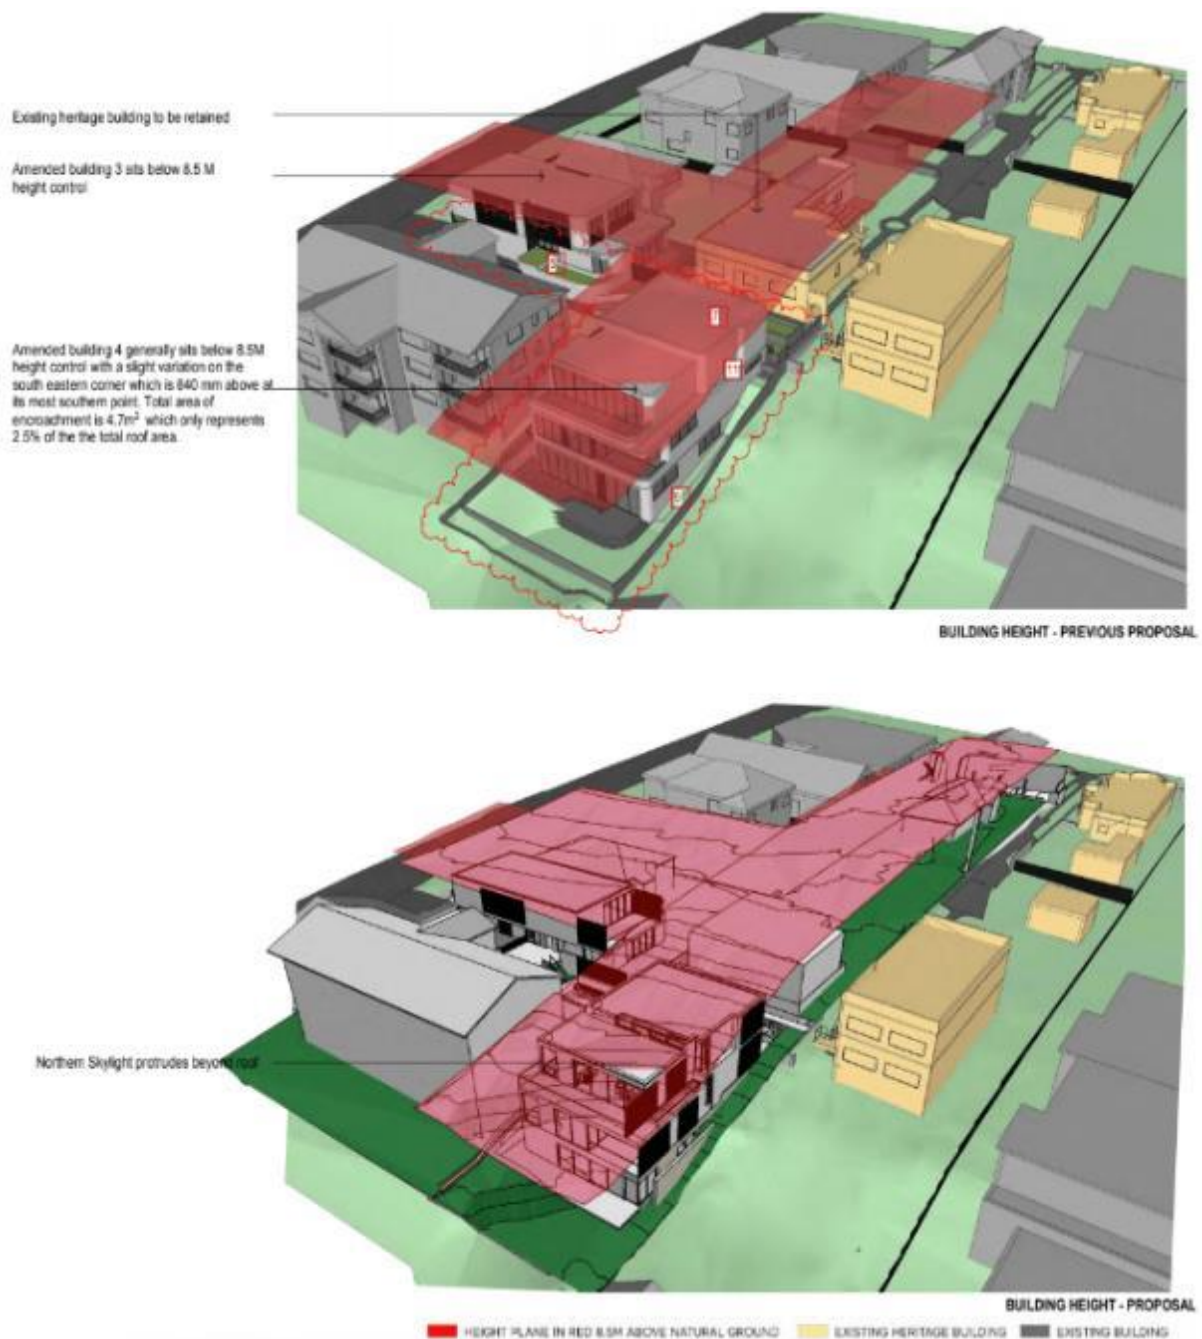 Existing heritage building to be retained
Amended building 3 sits below 8.5 M
height control
Amended building 4 generally sits below 8.5M
height control with a slight variation on the
south eastern corner which is 840 mm above at
its most southern point. Total area of
encroachment is 4.7m² which only represents
2.5% of the the total roof area.
7
11
BUILDING HEIGHT - PREVIOUS PROPOSAL
Northern Skylight protrudes beyond roof
BUILDING HEIGHT - PROPOSAL
HEIGHT PLANE IN RED 8.5M ABOVE NATURAL GROUND
EXISTING HERITAGE BUILDING
EXISTING BUILDING